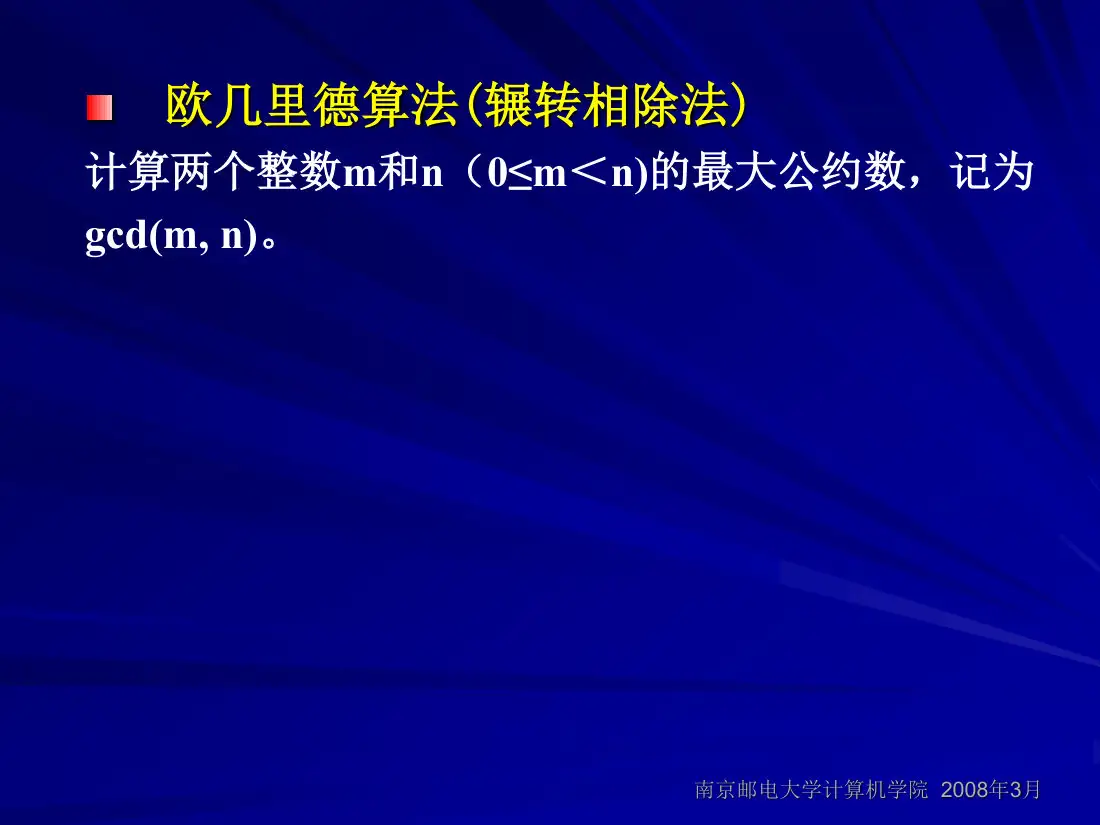 欧几里德算法(辗转相除法)
计算两个整数m和n（0≤m＜n)的最大公约数，记为
gcd(m, n)。
南京邮电大学计算机学院 2008年3月